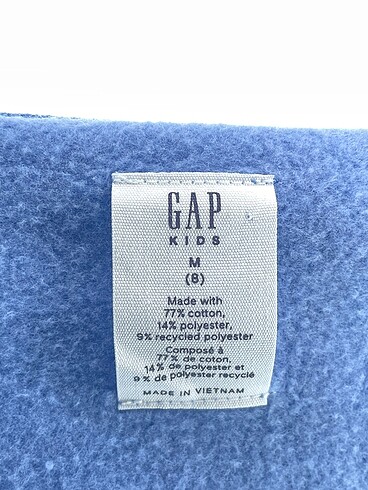 GAP
KIDS
M
(8)
Made with
77% cotton,
14% polyester,
9% recycled polyester
Composé à
77 % de coton,
14% de polyester et
9 % de polyester recyclé
MADE IN VIETNAM